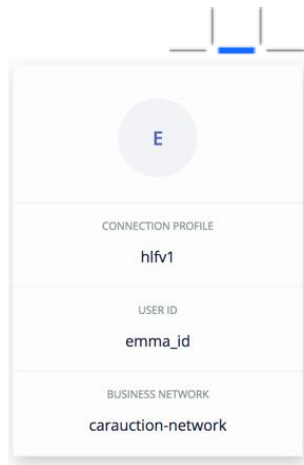 E
CONNECTION PROFILE
hlfv1
USER ID
emma_id
BUSINESS NETWORK
carauction-network